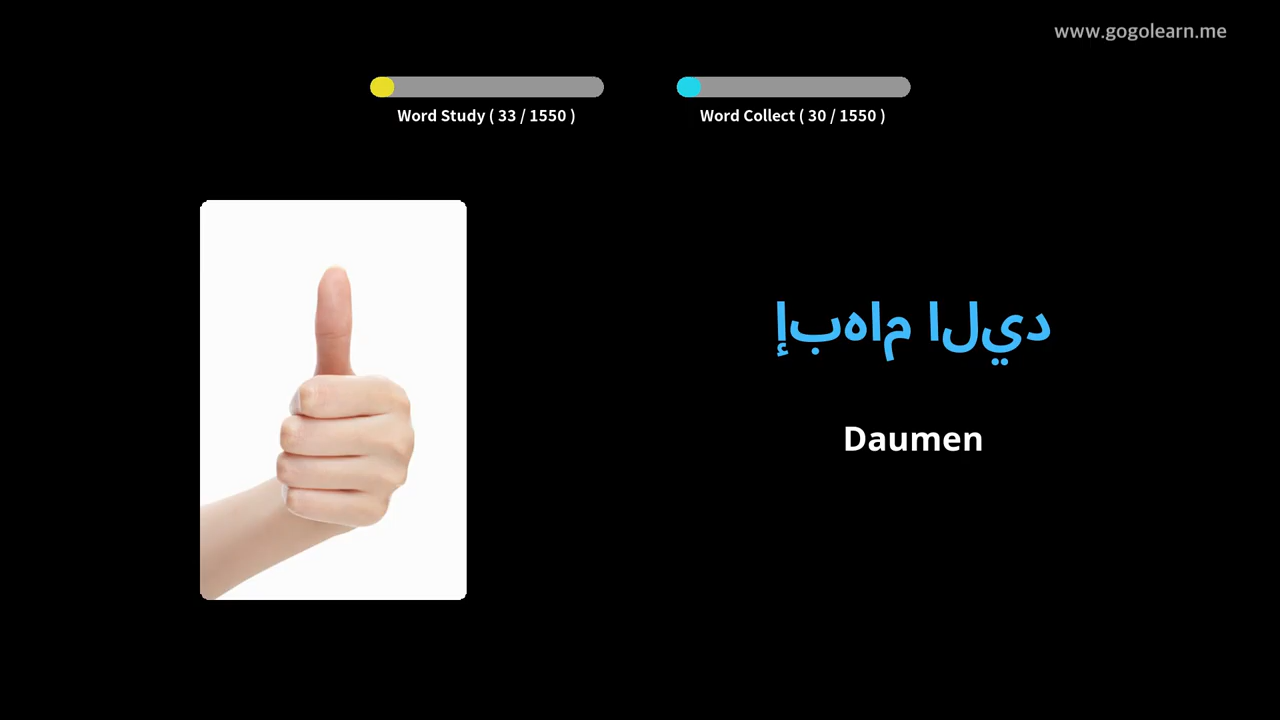 www.gogolearn.me
Word Study ( 33 / 1550 )
Word Collect ( 30 / 1550 )
إبهام اليد
Daumen